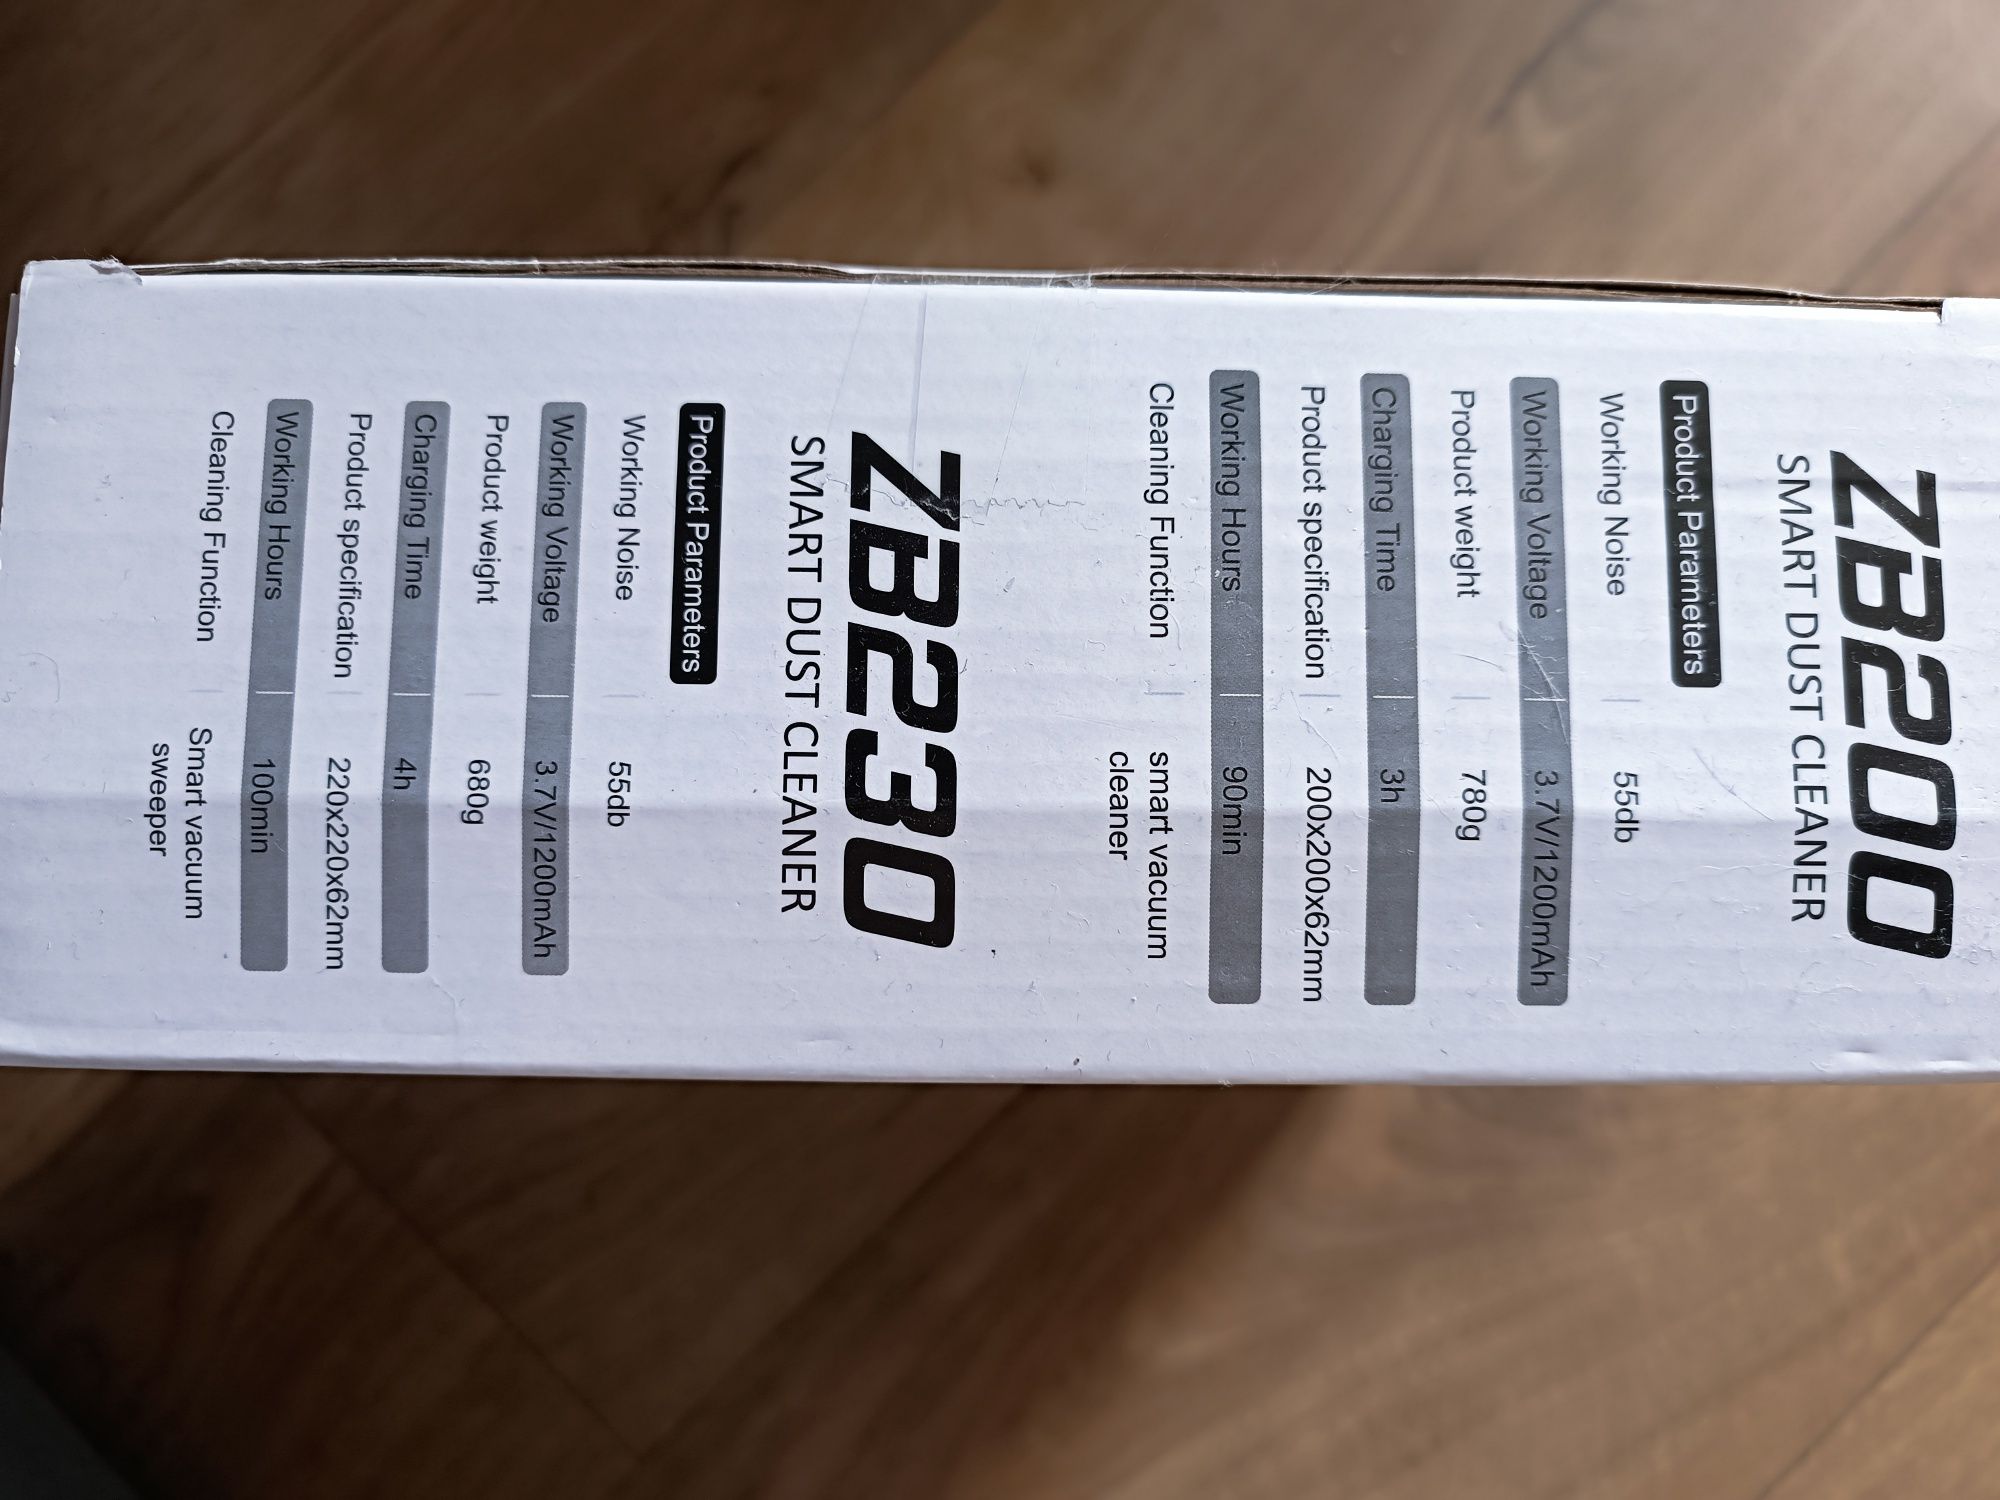 ZB200
SMART DUST CLEANER
Product Parameters
Working Noise 55db
Working Voltage 3.7V/1200mAh
Product weight 780g
Charging Time 3h
Product specification 200x200x62mm
Working Hours 90min
Cleaning Function smart vacuum
cleaner
ZB230
SMART DUST CLEANER
Product Parameters
Working Noise 55db
Working Voltage 3.7V/1200mAh
Product weight 680g
Charging Time 4h
Product specification 220x220x62mm
Working Hours 100min
Cleaning Function Smart vacuum
sweeper